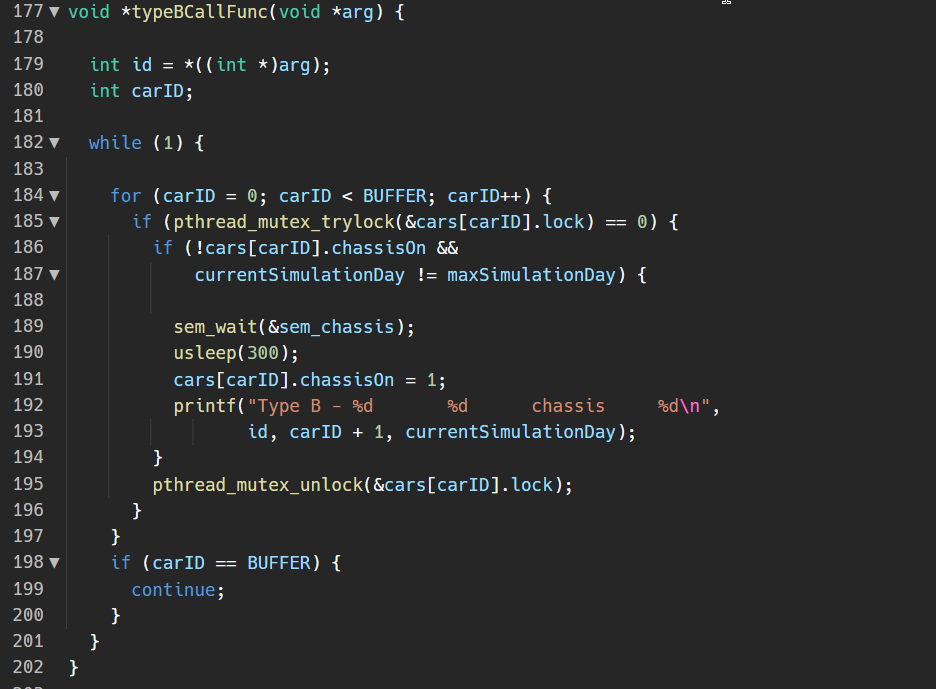 177 void *typeBCallFunc(void *arg) {
178
179   int id = *((int *)arg);
180   int carID;
181
182   while (1) {
183
184     for (carID = 0; carID < BUFFER; carID++) {
185       if (pthread_mutex_trylock(&cars[carID].lock) == 0) {
186         if (!cars[carID].chassisOn &&
187             currentSimulationDay != maxSimulationDay) {
188
189           sem_wait(&sem_chassis);
190           usleep(300);
191           cars[carID].chassisOn = 1;
192           printf("Type B - %d       %d      chassis     %d\n",
193                  id, carID + 1, currentSimulationDay);
194         }
195         pthread_mutex_unlock(&cars[carID].lock);
196       }
197     }
198     if (carID == BUFFER) {
199       continue;
200     }
201   }
202 }